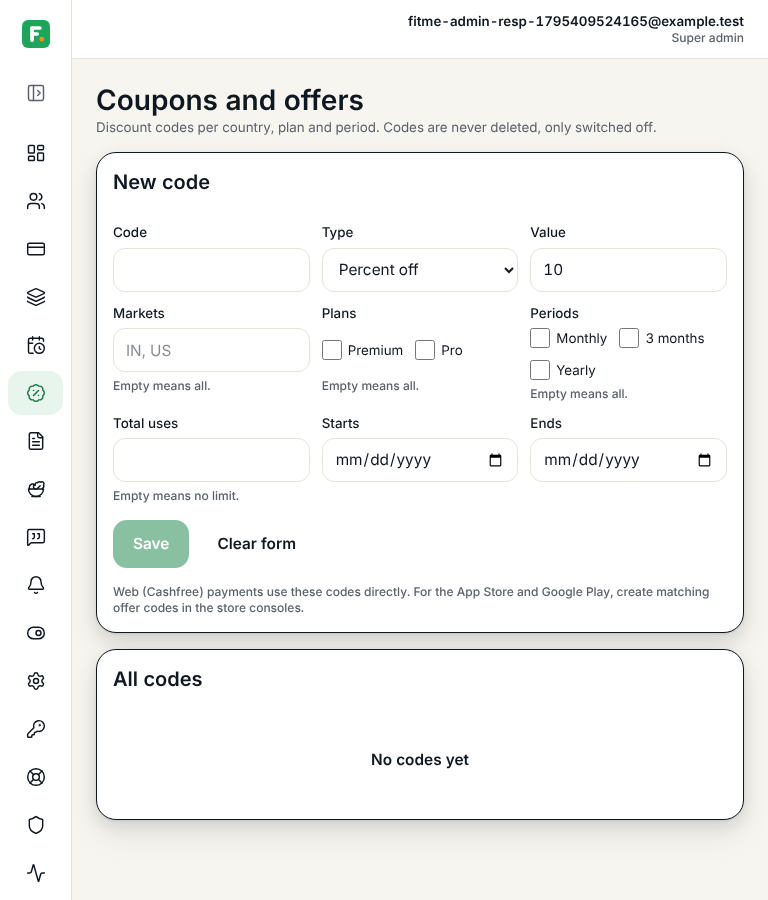 F.
fitme-admin-resp-1795409524165@example.test
Super admin
Coupons and offers
Discount codes per country, plan and period. Codes are never deleted, only switched off.
New code
Code
Type
Value
Percent off
10
Markets
Plans
Periods
IN, US
Premium
Pro
Monthly
3 months
Yearly
Empty means all.
Empty means all.
Empty means all.
Total uses
Starts
Ends
mm/dd/yyyy
mm/dd/yyyy
Empty means no limit.
Save
Clear form
Web (Cashfree) payments use these codes directly. For the App Store and Google Play, create matching
offer codes in the store consoles.
All codes
No codes yet